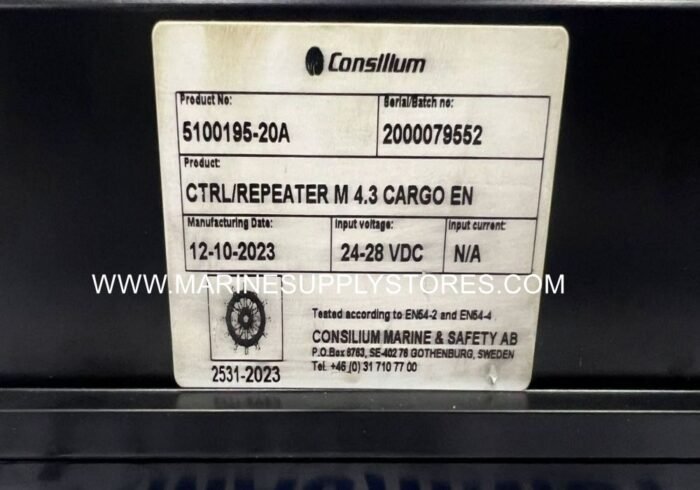 Consilium
Product No:
5100195-20A
Serial/Batch no:
2000079552
Product:
CTRL/REPEATER M 4.3 CARGO EN
Manufacturing Date:
12-10-2023
Input voltage:
24-28 VDC
Input current
N/A
WWW.MARINESUPPLYSTORES.COM
2531-2023
Tested according to EN54-2 and EN54-4
CONSILIUM MARINE & SAFETY AB
P.O.Box 8763, SE-402 76 GOTHENBURG, SWEDEN
Tel. +46 (0) 31 710 77 00